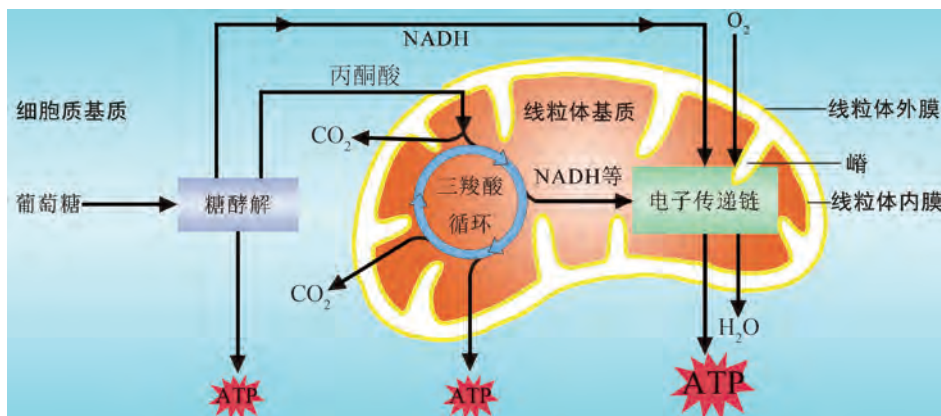 O₂
NADH
丙酮酸
细胞质基质
线粒体基质
线粒体外膜
CO₂
嵴
三羧酸
循环
NADH等
葡萄糖
糖酵解
电子传递链
线粒体内膜
CO₂
H₂O
ATP
ATP
ATP